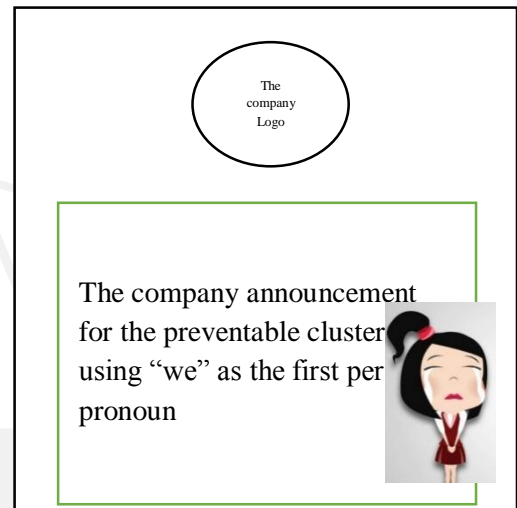 The
company
Logo
The company announcement
for the preventable cluster
using “we” as the first per
pronoun